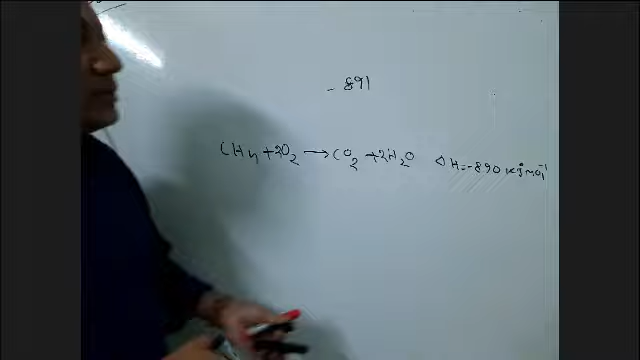 - 891
CH4 + 2O2 → CO2 + 2H2O ΔH = -890 kJ mol-1